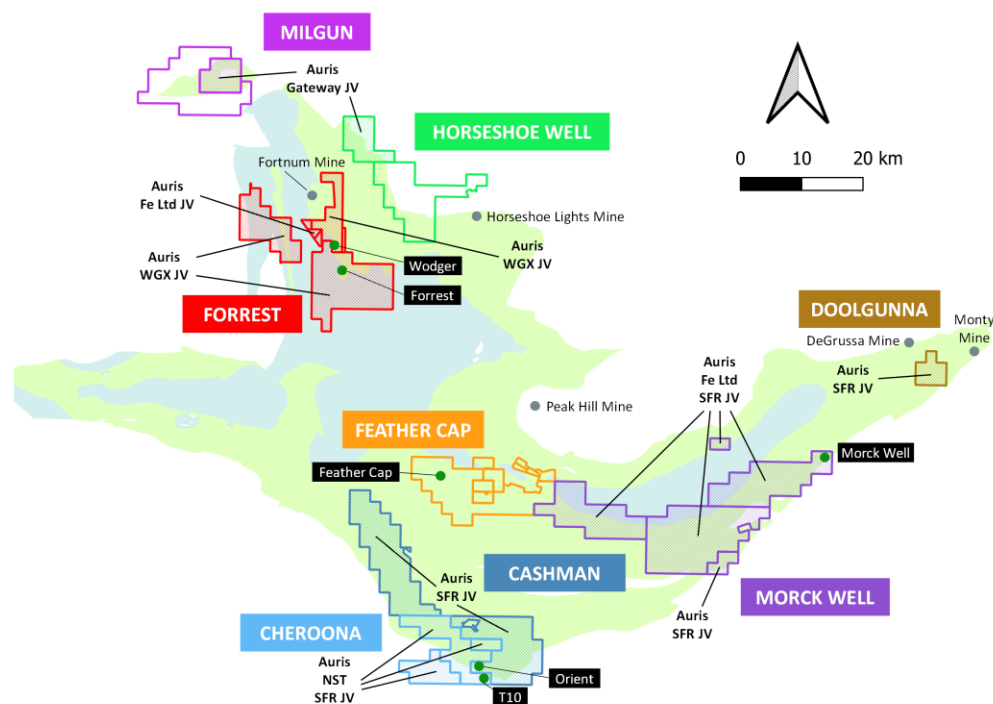 MILGUN
Auris
Gateway JV
HORSESHOE WELL
0 10 20 km
Fortnum Mine
Auris
Fe Ltd JV
Horseshoe Lights Mine
Auris
WGX JV
Auris
WGX JV
Wodger
Forrest
FORREST
DOOLGUNNA
Monty
Mine
DeGrussa Mine
Auris
SFR JV
Auris
Fe Ltd
SFR JV
Peak Hill Mine
FEATHER CAP
Feather Cap
Morck Well
CASHMAN
Auris
SFR JV
MORCK WELL
Auris
SFR JV
CHEROONA
Auris
NST
SFR JV
Orient
T10